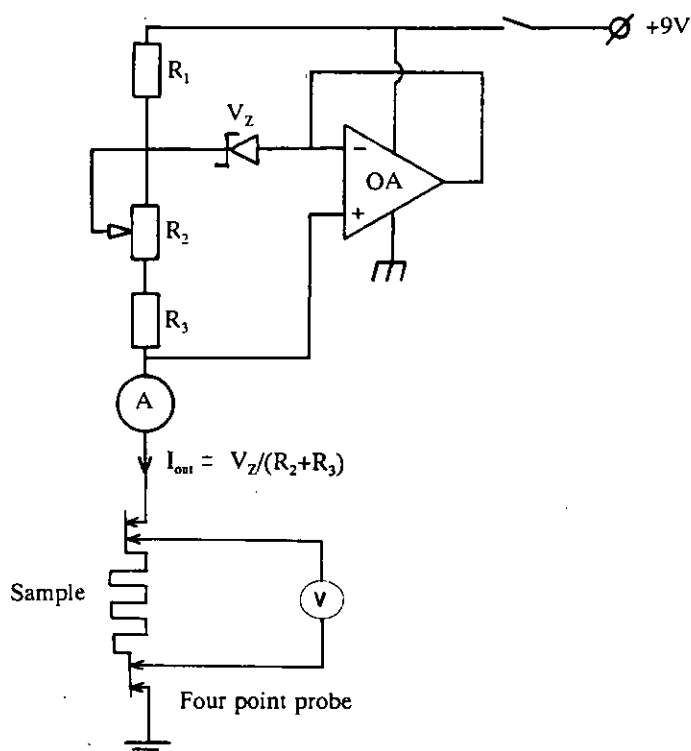 +9V
R1
VZ
OA
−
+
R2
R3
A
Iout = VZ/(R2+R3)
Sample
V
Four point probe